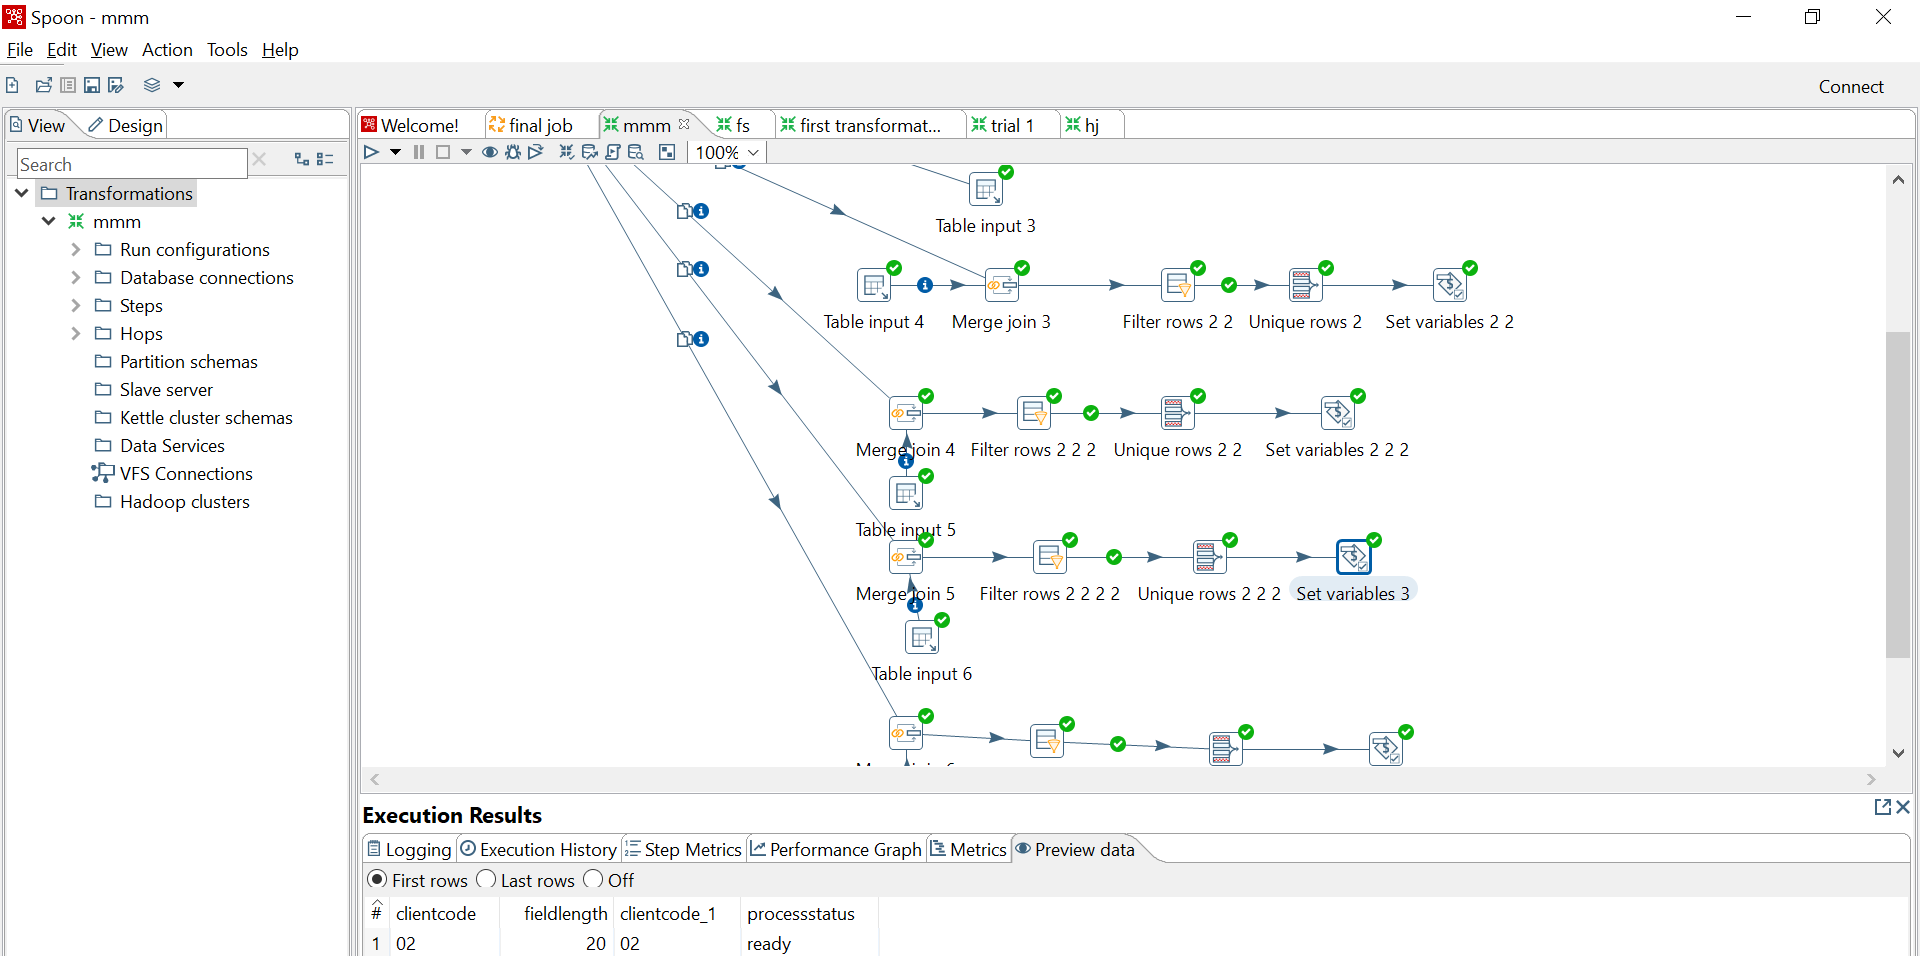 Spoon - mmm
File Edit View Action Tools Help
Connect
View Design
Welcome! final job mmm fs first transformat... trial 1 hj
Search
100%
Transformations
mmm
Run configurations
Database connections
Steps
Hops
Partition schemas
Slave server
Kettle cluster schemas
Data Services
VFS Connections
Hadoop clusters
Table input 3
Table input 4 Merge join 3 Filter rows 2 2 Unique rows 2 Set variables 2 2
Merge join 4 Filter rows 2 2 2 Unique rows 2 2 Set variables 2 2 2
Table input 5
Merge join 5 Filter rows 2 2 2 2 Unique rows 2 2 2 Set variables 3
Table input 6
Execution Results
Logging Execution History Step Metrics Performance Graph Metrics Preview data
First rows Last rows Off
# clientcode fieldlength clientcode_1 processstatus
1 02 20 02 ready